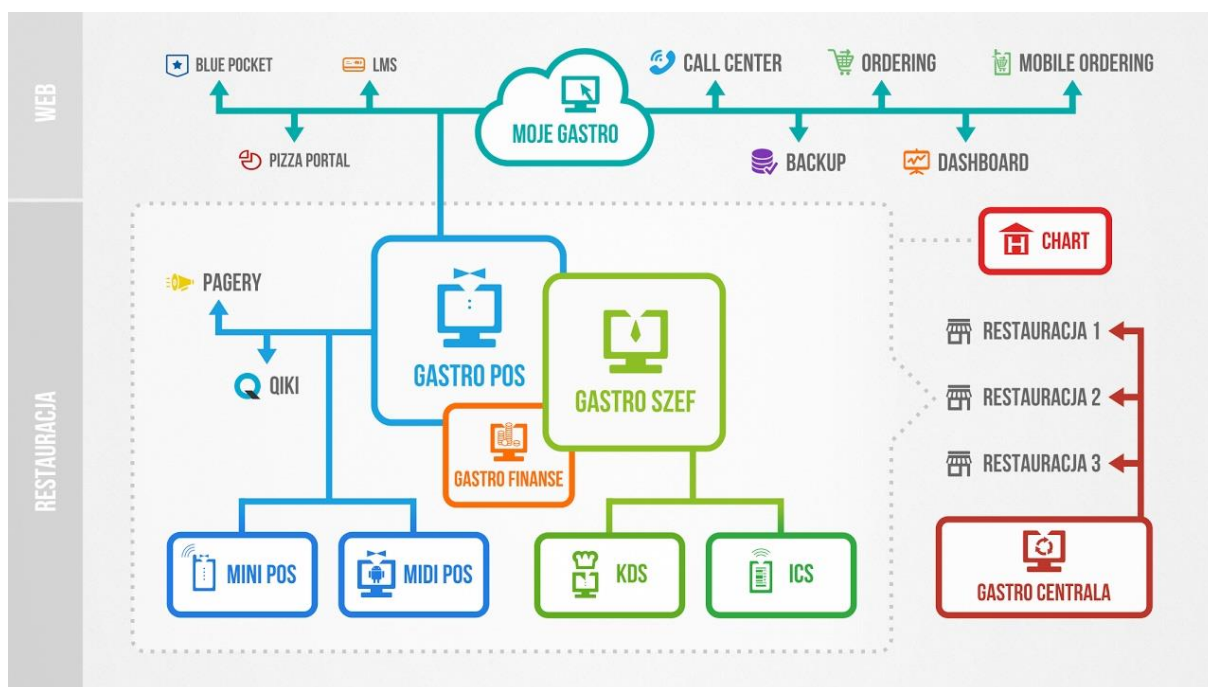 WEB
BLUE POCKET
LMS
CALL CENTER
ORDERING
MOBILE ORDERING
MOJE GASTRO
PIZZA PORTAL
BACKUP
DASHBOARD
RESTAURACJA
H CHART
PAGERY
QIKI
GASTRO POS
GASTRO SZEF
GASTRO FINANSE
RESTAURACJA 1
RESTAURACJA 2
RESTAURACJA 3
MINI POS
MIDI POS
KDS
ICS
GASTRO CENTRALA